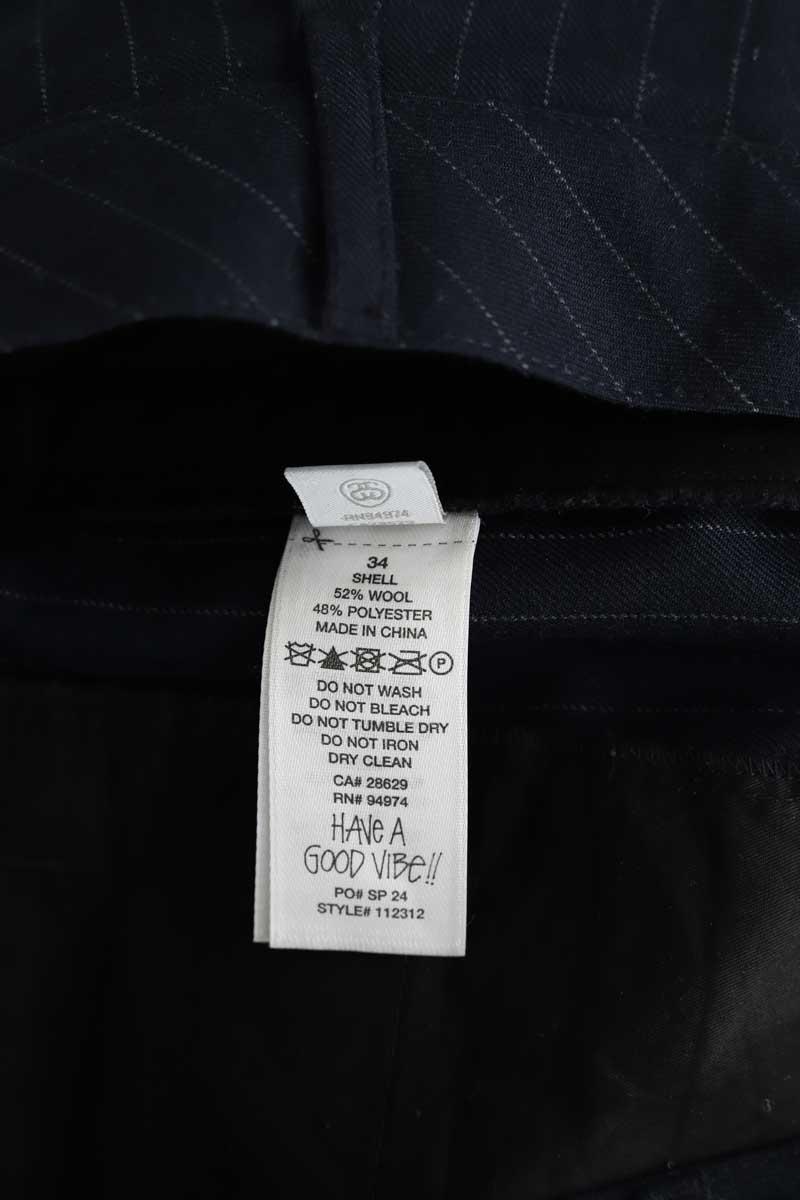 RN94974
34
SHELL
52% WOOL
48% POLYESTER
MADE IN CHINA
P
DO NOT WASH
DO NOT BLEACH
DO NOT TUMBLE DRY
DO NOT IRON
DRY CLEAN
CA# 28629
RN# 94974
HAVE A
GOOD VIBE!!
PO# SP 24
STYLE# 112312